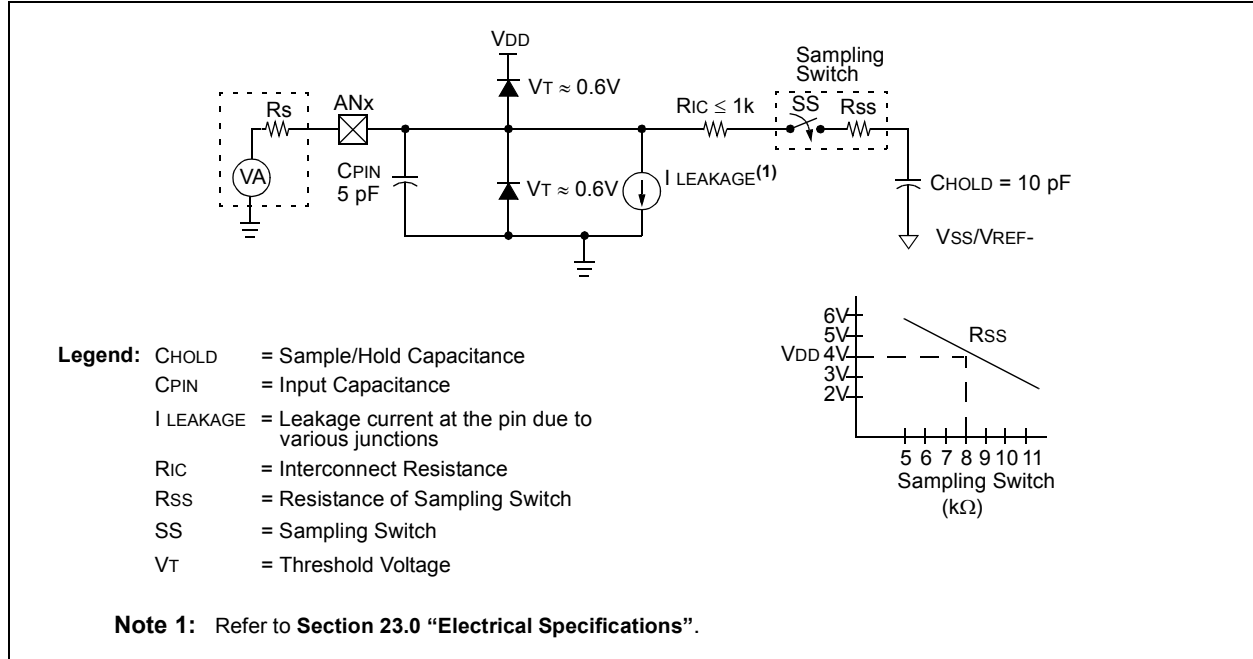 VDD
Sampling
Switch
VT ≈ 0.6V
Rs
ANx
RIC ≤ 1k
SS
Rss
VA
CPIN
5 pF
VT ≈ 0.6V
I LEAKAGE(1)
CHOLD = 10 pF
VSS/VREF-
6V
5V
VDD 4V
3V
2V
RSS
5 6 7 8 9 10 11
Sampling Switch
(kΩ)
Legend: CHOLD = Sample/Hold Capacitance
CPIN = Input Capacitance
I LEAKAGE = Leakage current at the pin due to
various junctions
RIC = Interconnect Resistance
RSS = Resistance of Sampling Switch
SS = Sampling Switch
VT = Threshold Voltage
Note 1: Refer to Section 23.0 “Electrical Specifications”.